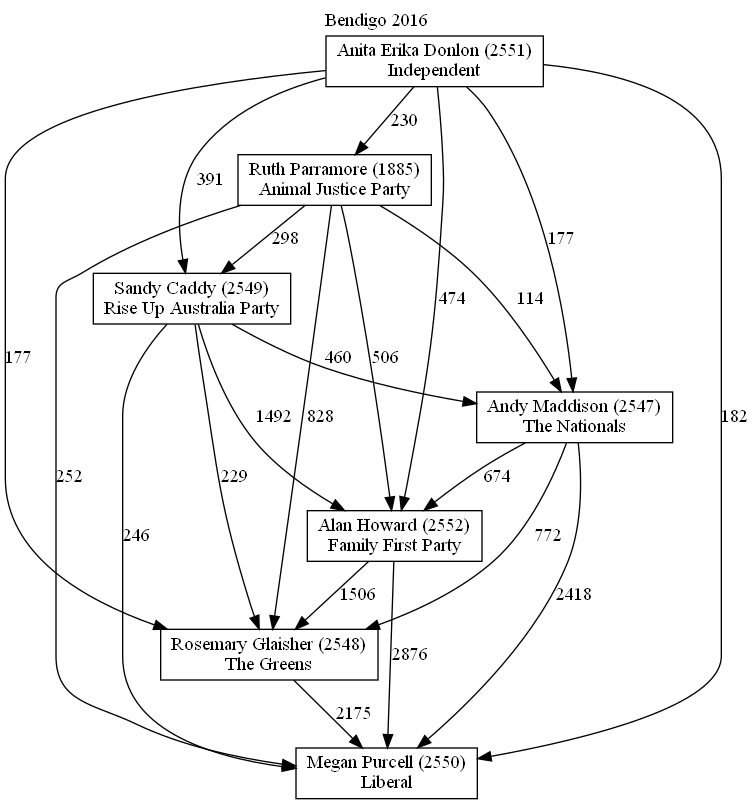 Bendigo 2016
Anita Erika Donlon (2551)
Independent
230
Ruth Parramore (1885)
Animal Justice Party
391
298
177
474
114
Sandy Caddy (2549)
Rise Up Australia Party
177
460
506
Andy Maddison (2547)
The Nationals
1492
828
182
252
229
674
Alan Howard (2552)
Family First Party
246
772
1506
2418
Rosemary Glaisher (2548)
The Greens
2876
2175
Megan Purcell (2550)
Liberal